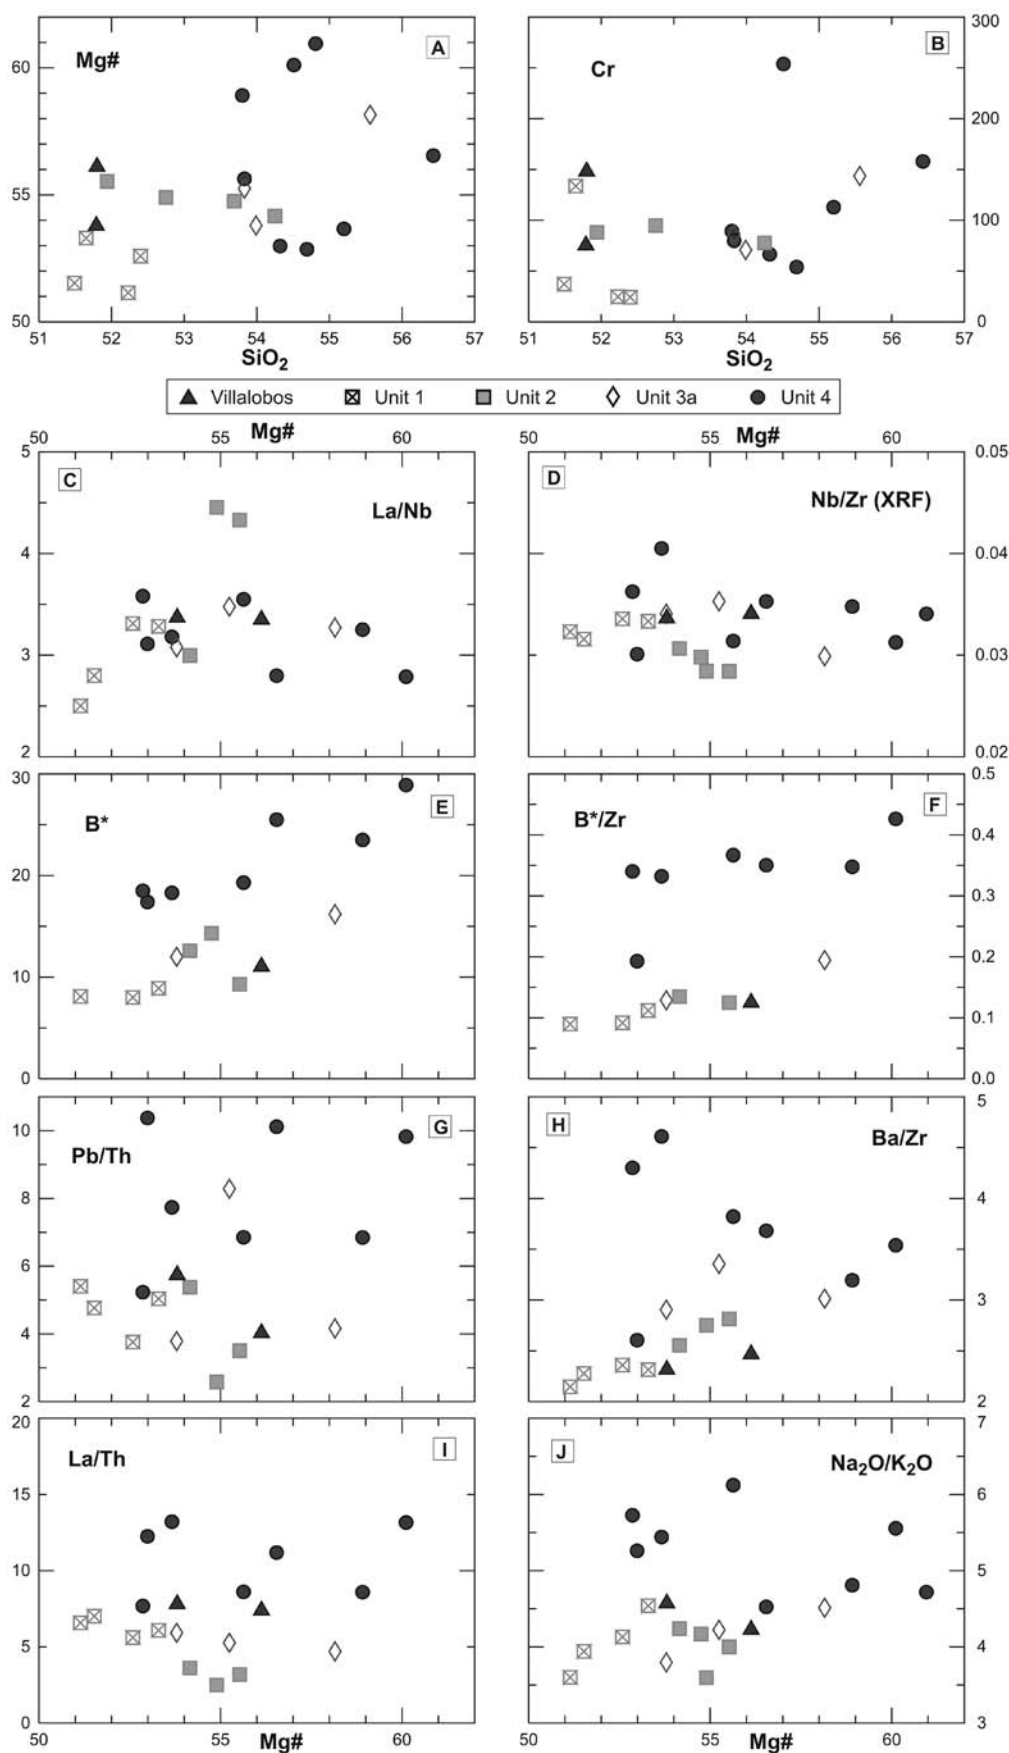 Mg#
A
60
55
50
51
52
53
54
55
56
57
SiO2
Cr
B
300
200
100
0
51
52
53
54
55
56
57
SiO2
Villalobos
Unit 1
Unit 2
Unit 3a
Unit 4
50
55
Mg#
60
50
55
Mg#
60
5
C
La/Nb
4
3
2
D
0.05
Nb/Zr (XRF)
0.04
0.03
0.02
30
B*
E
20
10
0
B*/Zr
F
0.5
0.4
0.3
0.2
0.1
0.0
10
G
Pb/Th
8
6
4
2
H
5
Ba/Zr
4
3
2
20
La/Th
I
15
10
5
0
50
55
Mg#
60
J
7
Na2O/K2O
6
5
4
3
50
55
Mg#
60